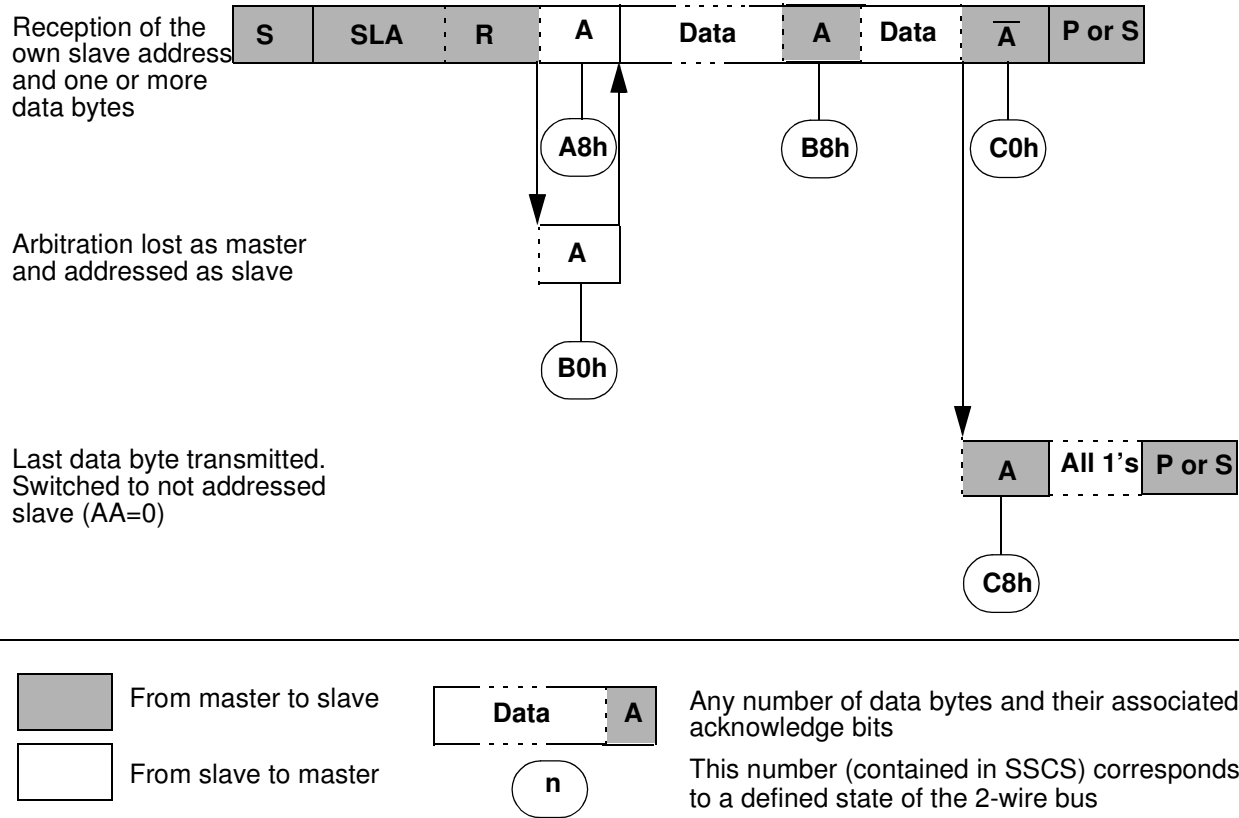 Reception of the
own slave address
and one or more
data bytes
S SLA R A Data A Data A̅ P or S
A8h B8h C0h
Arbitration lost as master
and addressed as slave
A
B0h
Last data byte transmitted.
Switched to not addressed
slave (AA=0)
A All 1's P or S
C8h
From master to slave
From slave to master
Data A
n
Any number of data bytes and their associated
acknowledge bits
This number (contained in SSCS) corresponds
to a defined state of the 2-wire bus